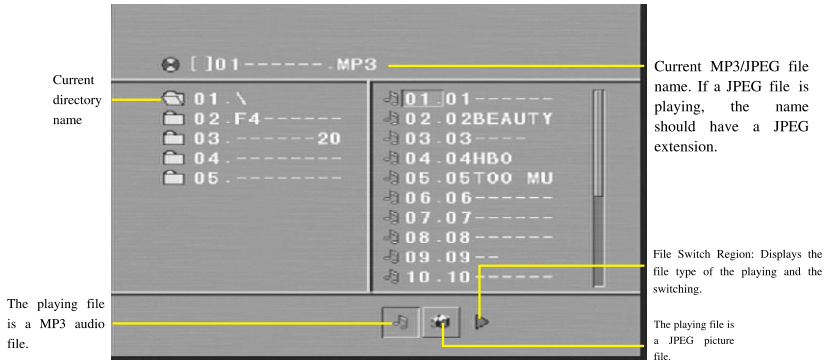 [ ]01------.MP3
Current
directory
name
01.\
02.F4------
03.------20
04.--------
05.--------
01.01------
02.02BEAUTY
03.03----
04.04HBO
05.05TOO MU
06.06------
07.07------
08.08------
09.09--
10.10------
Current MP3/JPEG file
name. If a JPEG file is
playing, the name
should have a JPEG
extension.
File Switch Region: Displays the
file type of the playing and the
switching.
The playing file
is a MP3 audio
file.
The playing file is
a JPEG picture
file.